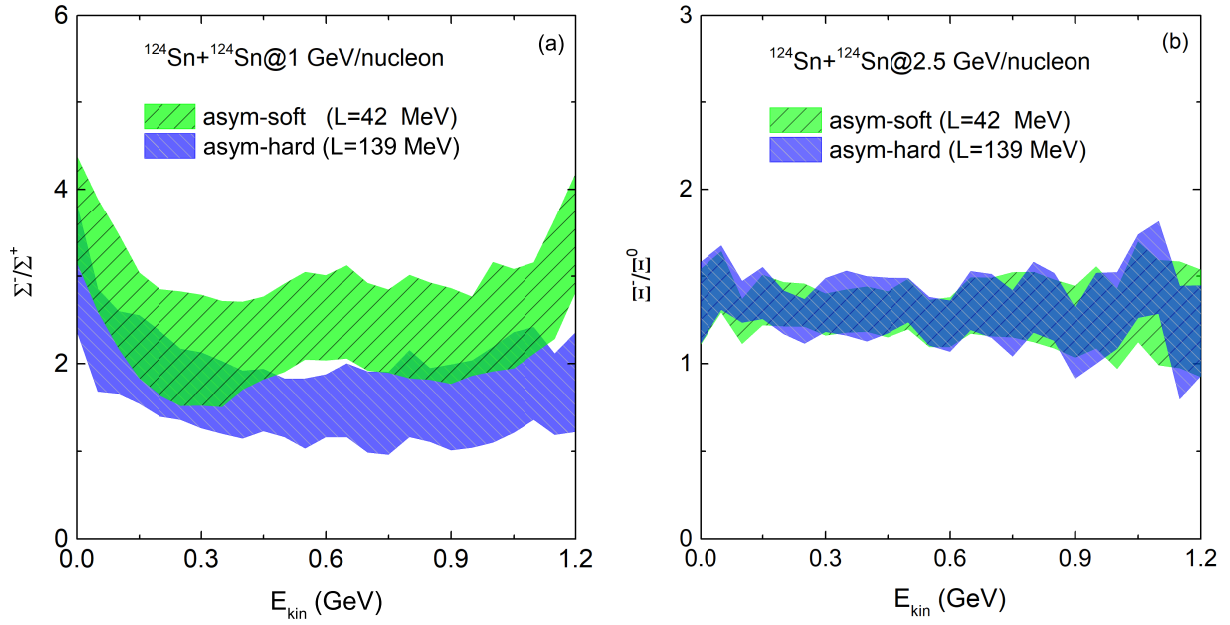 6
4
2
0
Σ⁻/Σ⁺
(a)
¹²⁴Sn+¹²⁴Sn@1 GeV/nucleon
asym-soft (L=42 MeV)
asym-hard (L=139 MeV)
0.0 0.3 0.6 0.9 1.2
E_kin (GeV)
3
2
1
0
Ξ⁻/Ξ⁰
(b)
¹²⁴Sn+¹²⁴Sn@2.5 GeV/nucleon
asym-soft (L=42 MeV)
asym-hard (L=139 MeV)
0.0 0.3 0.6 0.9 1.2
E_kin (GeV)